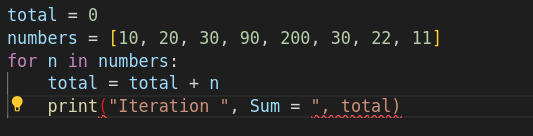 total = 0
numbers = [10, 20, 30, 90, 200, 30, 22, 11]
for n in numbers:
    total = total + n
    print("Iteration ", Sum = ", total)